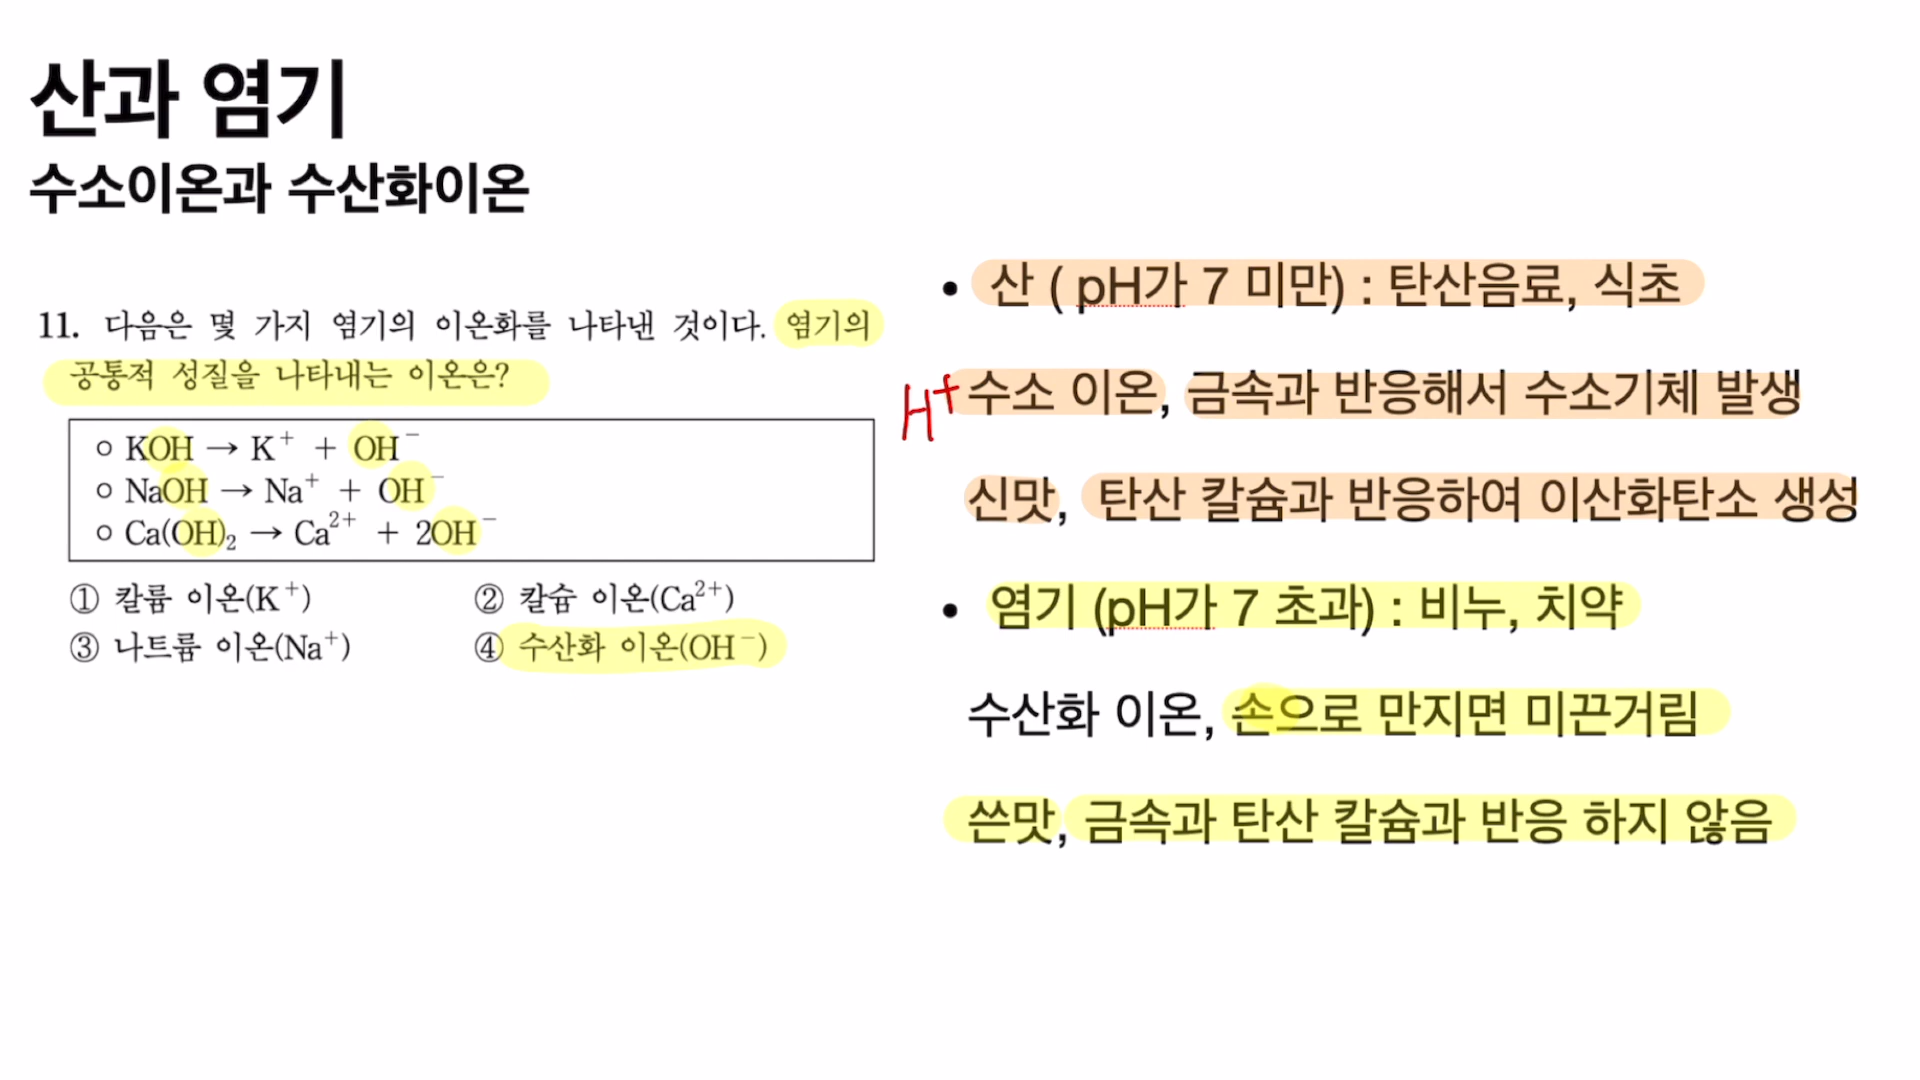 산과 염기
수소이온과 수산화이온
11. 다음은 몇 가지 염기의 이온화를 나타낸 것이다. 염기의
공통적 성질을 나타내는 이온은?
○ KOH → K⁺ + OH⁻
○ NaOH → Na⁺ + OH⁻
○ Ca(OH)₂ → Ca²⁺ + 2OH⁻
① 칼륨 이온(K⁺) ② 칼슘 이온(Ca²⁺)
③ 나트륨 이온(Na⁺) ④ 수산화 이온(OH⁻)
• 산 ( pH가 7 미만) : 탄산음료, 식초
H⁺ 수소 이온, 금속과 반응해서 수소기체 발생
신맛, 탄산 칼슘과 반응하여 이산화탄소 생성
• 염기 (pH가 7 초과) : 비누, 치약
수산화 이온, 손으로 만지면 미끈거림
쓴맛, 금속과 탄산 칼슘과 반응 하지 않음